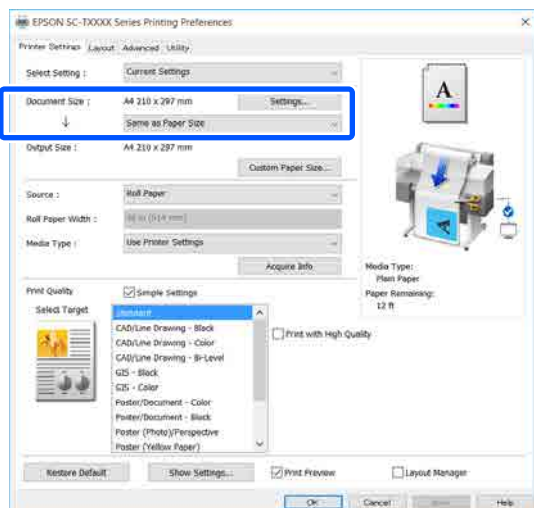 EPSON SC-TXXXX Series Printing Preferences
Printer Settings Layout Advanced Utility
Select Setting : Current Settings
Document Size : A4 210 x 297 mm Settings...
Same as Paper Size
Output Size : A4 210 x 297 mm
Custom Paper Size...
Source : Roll Paper
Roll Paper Width :
Media Type : Use Printer Settings
Acquire Info
Media Type:
Plain Paper
Paper Remaining:
12 ft
Print Quality Simple Settings
Select Target
Standard
CAD/Line Drawing - Black
CAD/Line Drawing - Color
CAD/Line Drawing - Bi-Level
GIS - Black
GIS - Color
Poster/Document - Color
Poster/Document - Black
Poster (Photo)/Perspective
Poster (Yellow Paper)
Print with High Quality
Restore Default Show Settings... Print Preview Layout Manager
OK Cancel Help
A
A